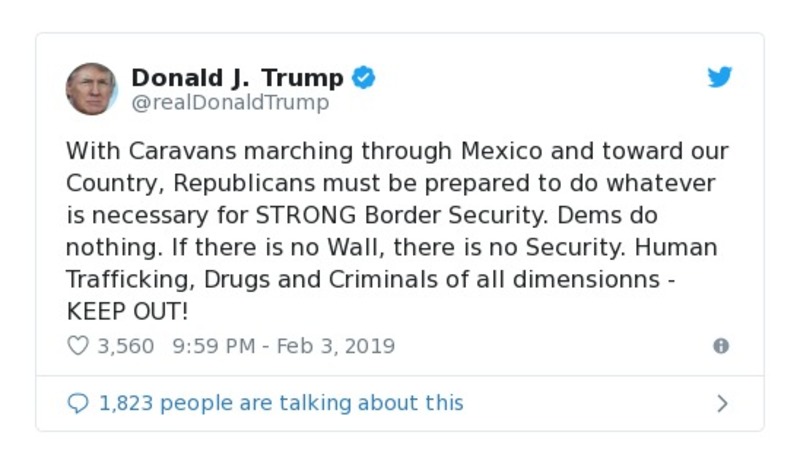 Donald J. Trump
@realDonaldTrump
With Caravans marching through Mexico and toward our
Country, Republicans must be prepared to do whatever
is necessary for STRONG Border Security. Dems do
nothing. If there is no Wall, there is no Security. Human
Trafficking, Drugs and Criminals of all dimensionns -
KEEP OUT!
3,560 9:59 PM - Feb 3, 2019
1,823 people are talking about this